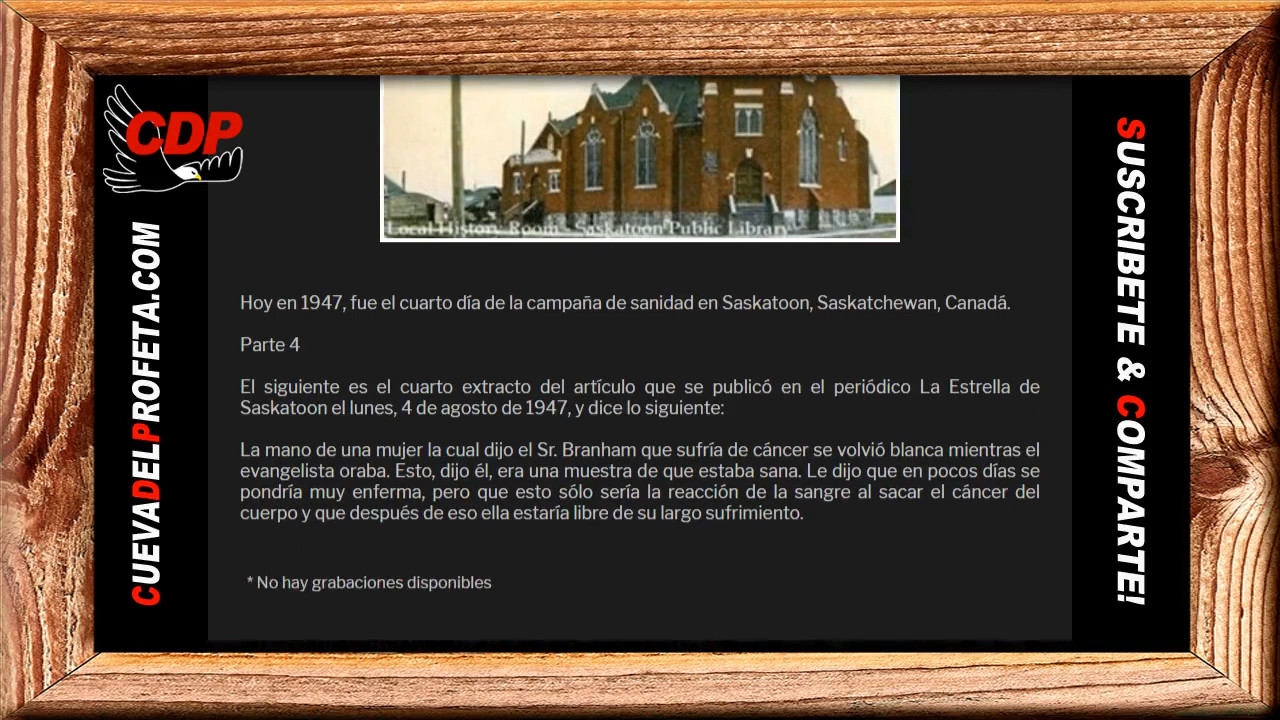 CDP
CUEVADELPROFETA.COM
Local History Room - Saskatoon Public Library
Hoy en 1947, fue el cuarto día de la campaña de sanidad en Saskatoon, Saskatchewan, Canadá.
Parte 4
El siguiente es el cuarto extracto del artículo que se publicó en el periódico La Estrella de
Saskatoon el lunes, 4 de agosto de 1947, y dice lo siguiente:
La mano de una mujer la cual dijo el Sr. Branham que sufría de cáncer se volvió blanca mientras el
evangelista oraba. Esto, dijo él, era una muestra de que estaba sana. Le dijo que en pocos días se
pondría muy enferma, pero que esto sólo sería la reacción de la sangre al sacar el cáncer del
cuerpo y que después de eso ella estaría libre de su largo sufrimiento.
* No hay grabaciones disponibles
SUSCRIBETE & COMPARTE!